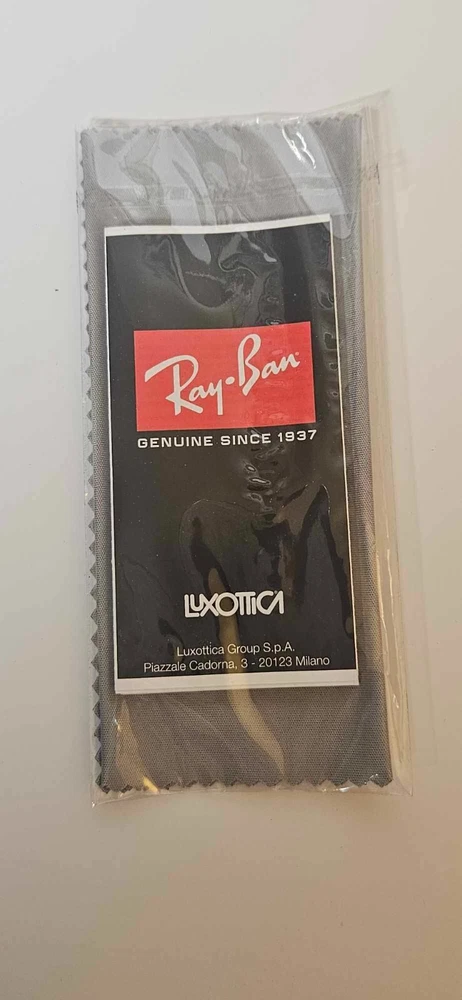 Ray-Ban
GENUINE SINCE 1937
LUXOTTICA
Luxottica Group S.p.A.
Piazzale Cadorna, 3 - 20123 Milano